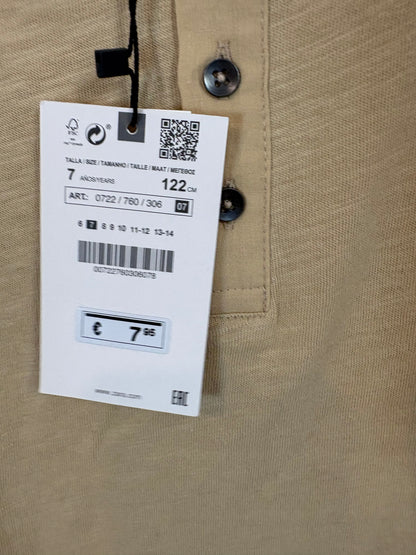 FSC
TALLA / SIZE / TAMANHO / TAILLE / MAAT / ΜΕΓΕΘΟΣ
7 AÑOS/YEARS 122 CM
ART: 0722 / 760 / 306 07
6 7 8 9 10 11-12 13-14
00722760306078
€ 7 95
www.zara.com
EAC